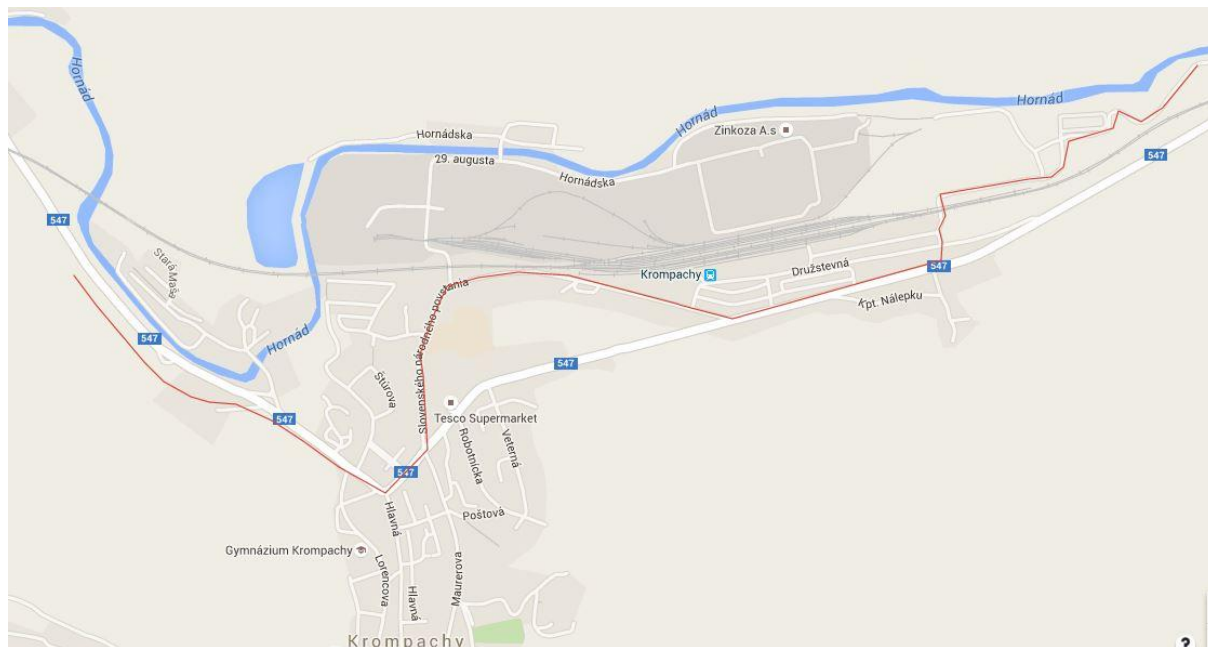 Hornád
Hornádska
29. augusta
Hornádska
Hornád
Zinkoza A.s
Hornád
547
547
Stará Maša
Krompachy
Družstevná
547
Kpt. Nálepku
Hornád
547
Slovenského národného povstania
547
Štúrova
547
Tesco Supermarket
Robotnícka
Veterná
547
Hlavná
Poštová
Gymnázium Krompachy
Lorencova
Hlavná
Maurerova
Krompachy
?